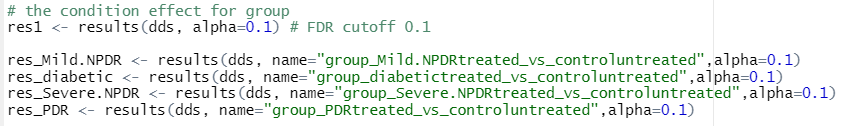 # the condition effect for group
res1 <- results(dds, alpha=0.1) # FDR cutoff 0.1
res_Mild.NPDR <- results(dds, name="group_Mild.NPDRtreated_vs_controluntreated",alpha=0.1)
res_diabetic <- results(dds, name="group_diabetictreated_vs_controluntreated",alpha=0.1)
res_Severe.NPDR <- results(dds, name="group_Severe.NPDRtreated_vs_controluntreated",alpha=0.1)
res_PDR <- results(dds, name="group_PDRtreated_vs_controluntreated",alpha=0.1)